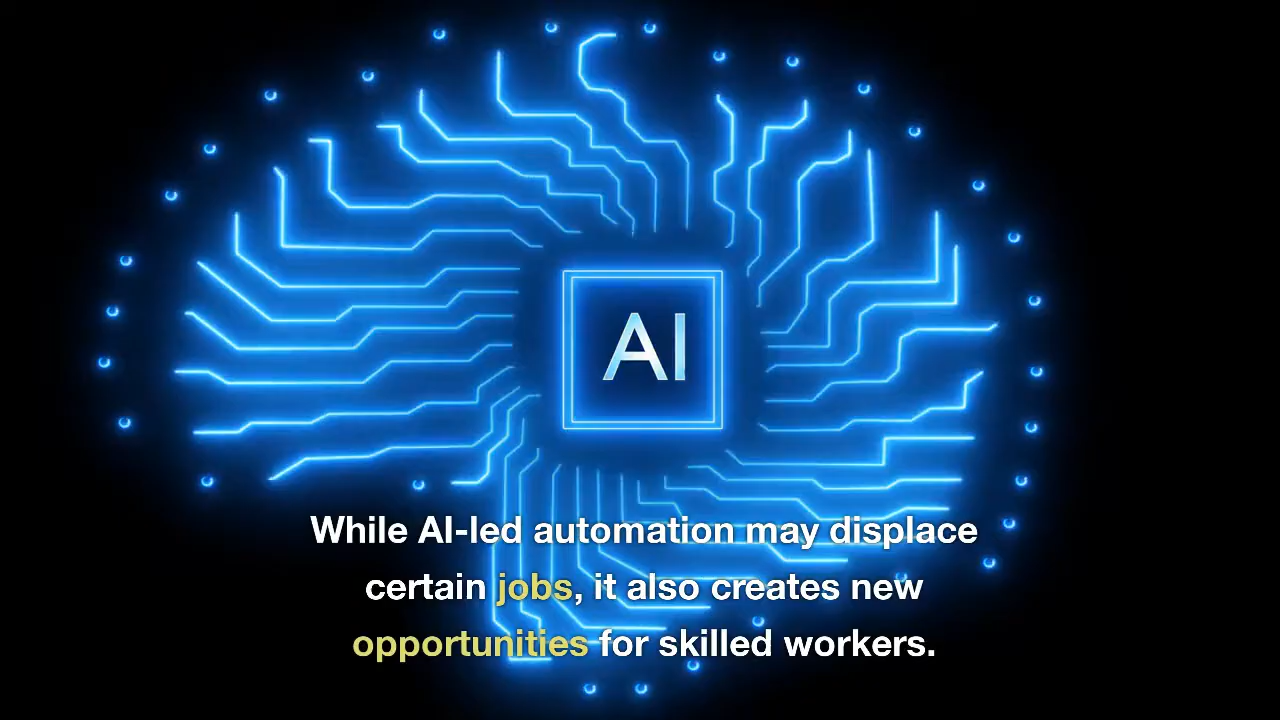 AI
While AI-led automation may displace
certain jobs, it also creates new
opportunities for skilled workers.